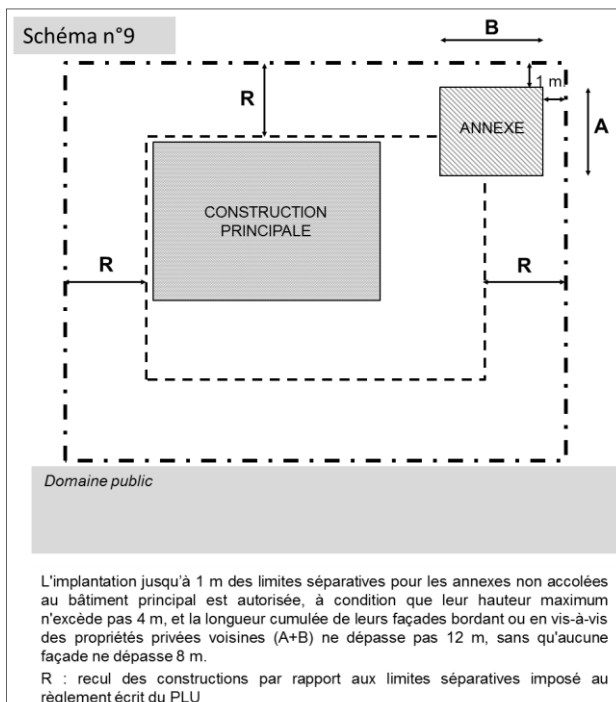 Schéma n°9
B
R
1 m
ANNEXE
A
CONSTRUCTION
PRINCIPALE
R
R
Domaine public
L'implantation jusqu'à 1 m des limites séparatives pour les annexes non accolées
au bâtiment principal est autorisée, à condition que leur hauteur maximum
n'excède pas 4 m, et la longueur cumulée de leurs façades bordant ou en vis-à-vis
des propriétés privées voisines (A+B) ne dépasse pas 12 m, sans qu'aucune
façade ne dépasse 8 m.
R : recul des constructions par rapport aux limites séparatives imposé au
règlement écrit du PLU